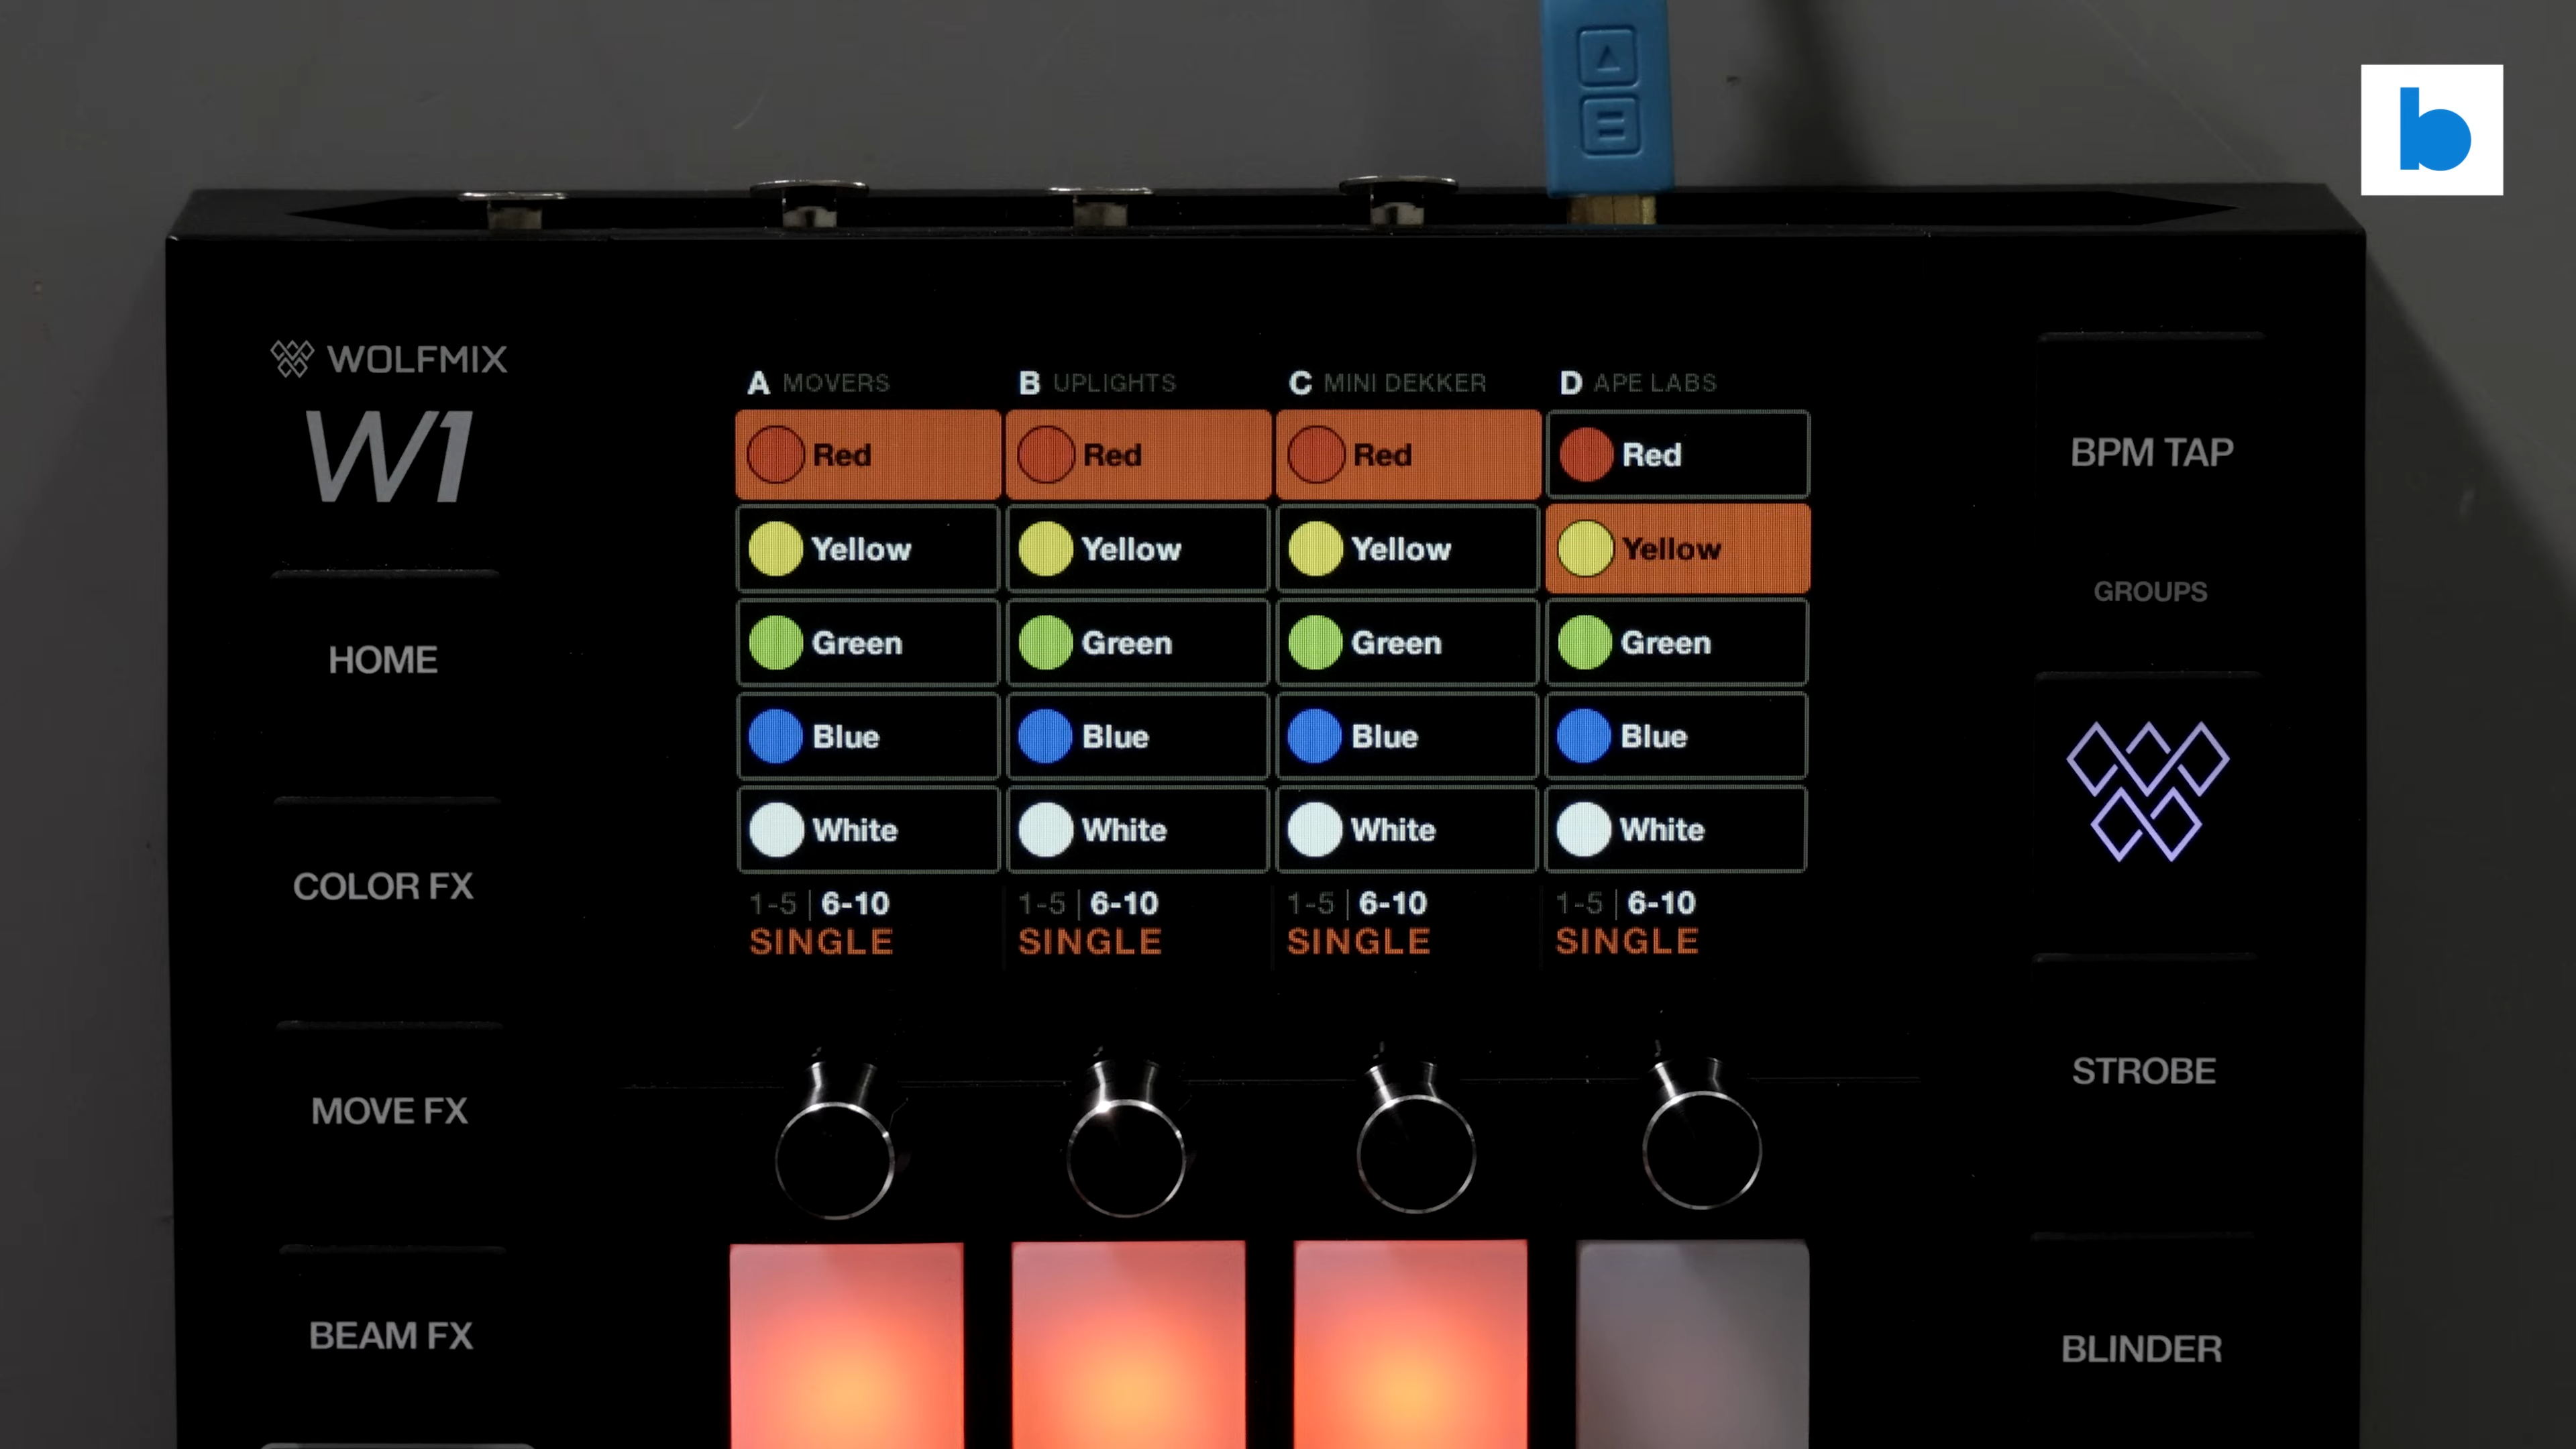 b
WOLFMIX
W1
HOME
COLOR FX
MOVE FX
BEAM FX
A MOVERS
Red
Yellow
Green
Blue
White
1-5 | 6-10
SINGLE
B UPLIGHTS
Red
Yellow
Green
Blue
White
1-5 | 6-10
SINGLE
C MINI DEKKER
Red
Yellow
Green
Blue
White
1-5 | 6-10
SINGLE
D APE LABS
Red
Yellow
Green
Blue
White
1-5 | 6-10
SINGLE
BPM TAP
GROUPS
STROBE
BLINDER